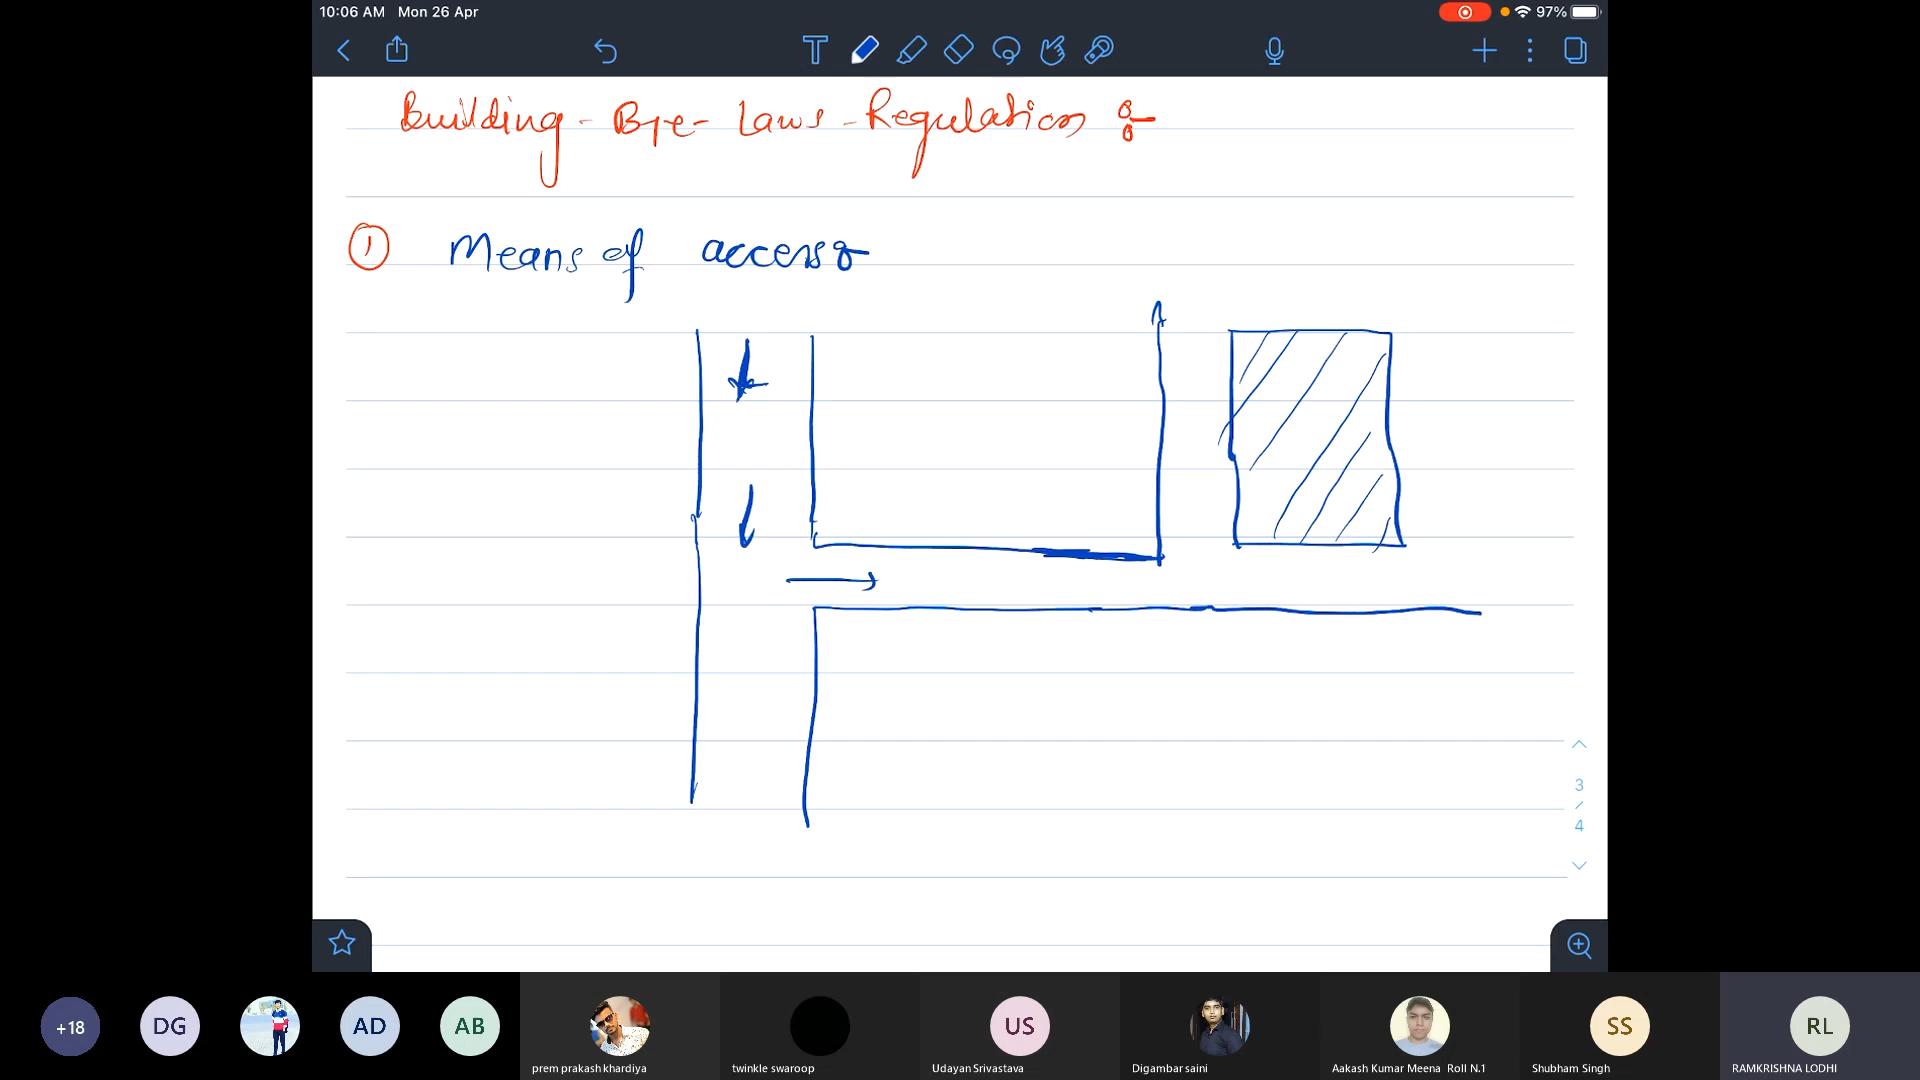 10:06 AM Mon 26 Apr
97%
Building - Bye - Laws - Regulation :-
① Means of access :-
3
/
4
+18
DG
AD
AB
US
SS
RL
prem prakash khardiya
twinkle swaroop
Udayan Srivastava
Digambar saini
Aakash Kumar Meena Roll N.1
Shubham Singh
RAMKRISHNA LODHI